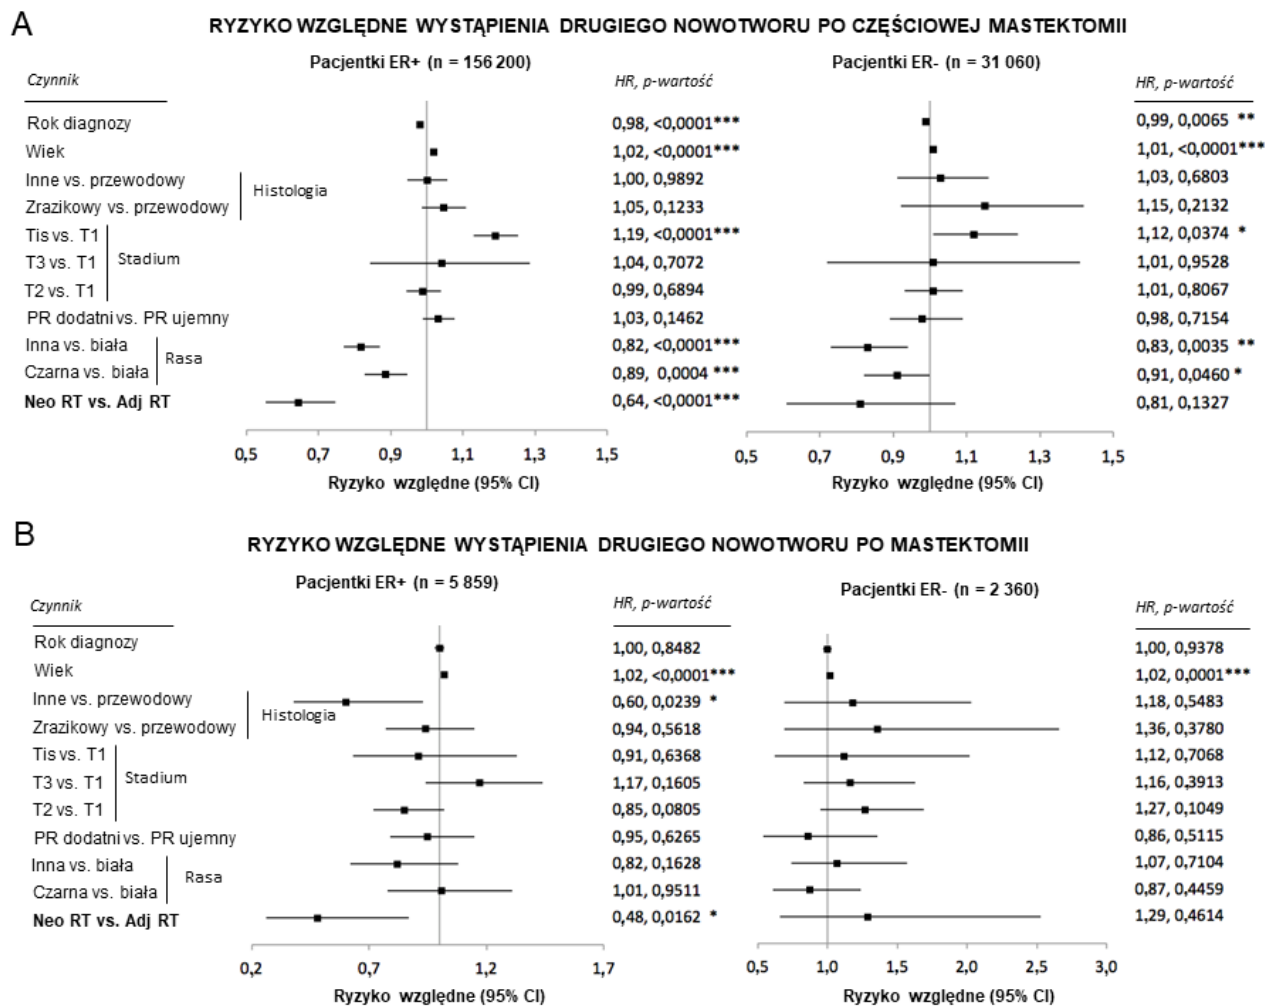 A
RYZYKO WZGLĘDNE WYSTĄPIENIA DRUGIEGO NOWOTWORU PO CZĘŚCIOWEJ MASTEKTOMII
Pacjentki ER+ (n = 156 200)
Pacjentki ER- (n = 31 060)
Czynnik
HR, p-wartość
HR, p-wartość
Rok diagnozy 0,98, <0,0001*** 0,99, 0,0065 **
Wiek 1,02, <0,0001*** 1,01, <0,0001***
Inne vs. przewodowy 1,00, 0,9892 1,03, 0,6803
Histologia
Zrazikowy vs. przewodowy 1,05, 0,1233 1,15, 0,2132
Tis vs. T1 1,19, <0,0001*** 1,12, 0,0374 *
Stadium
T3 vs. T1 1,04, 0,7072 1,01, 0,9528
T2 vs. T1 0,99, 0,6894 1,01, 0,8067
PR dodatni vs. PR ujemny 1,03, 0,1462 0,98, 0,7154
Inna vs. biała 0,82, <0,0001*** 0,83, 0,0035 **
Rasa
Czarna vs. biała 0,89, 0,0004 *** 0,91, 0,0460 *
Neo RT vs. Adj RT 0,64, <0,0001*** 0,81, 0,1327
0,5 0,7 0,9 1,1 1,3 1,5 0,5 0,7 0,9 1,1 1,3 1,5
Ryzyko względne (95% CI) Ryzyko względne (95% CI)
B
RYZYKO WZGLĘDNE WYSTĄPIENIA DRUGIEGO NOWOTWORU PO MASTEKTOMII
Pacjentki ER+ (n = 5 859)
Pacjentki ER- (n = 2 360)
Czynnik
HR, p-wartość
HR, p-wartość
Rok diagnozy 1,00, 0,8482 1,00, 0,9378
Wiek 1,02, <0,0001*** 1,02, 0,0001***
Inne vs. przewodowy 0,60, 0,0239 * 1,18, 0,5483
Histologia
Zrazikowy vs. przewodowy 0,94, 0,5618 1,36, 0,3780
Tis vs. T1 0,91, 0,6368 1,12, 0,7068
Stadium
T3 vs. T1 1,17, 0,1605 1,16, 0,3913
T2 vs. T1 0,85, 0,0805 1,27, 0,1049
PR dodatni vs. PR ujemny 0,95, 0,6265 0,86, 0,5115
Inna vs. biała 0,82, 0,1628 1,07, 0,7104
Rasa
Czarna vs. biała 1,01, 0,9511 0,87, 0,4459
Neo RT vs. Adj RT 0,48, 0,0162 * 1,29, 0,4614
0,2 0,7 1,2 1,7 0,5 1,0 1,5 2,0 2,5 3,0
Ryzyko względne (95% CI) Ryzyko względne (95% CI)